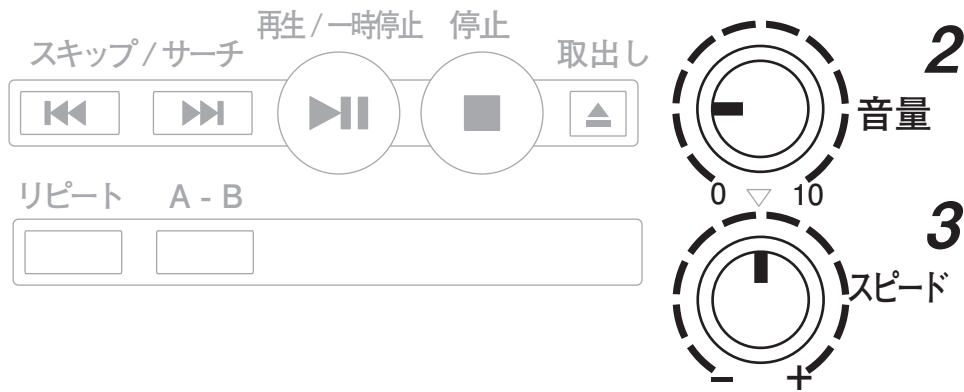 スキップ / サーチ
再生 / 一時停止
停止
取出し
2
音量
0
10
リピート
A - B
3
スピード
− +